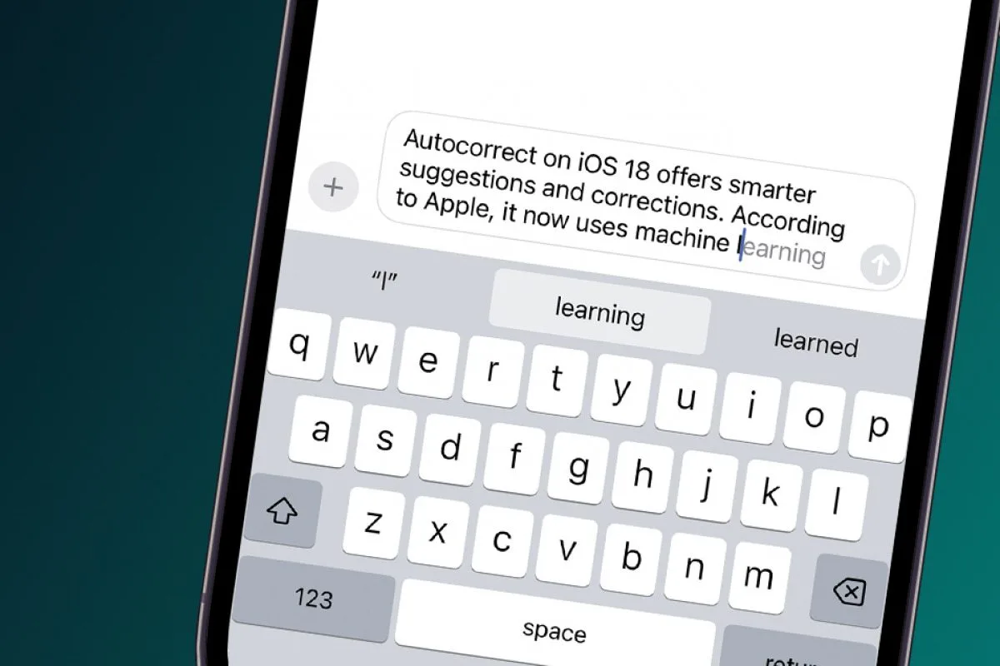 Autocorrect on iOS 18 offers smarter
suggestions and corrections. According
to Apple, it now uses machine learning
“l” learning learned
q w e r t y u i o p
a s d f g h j k l
z x c v b n m
123 space